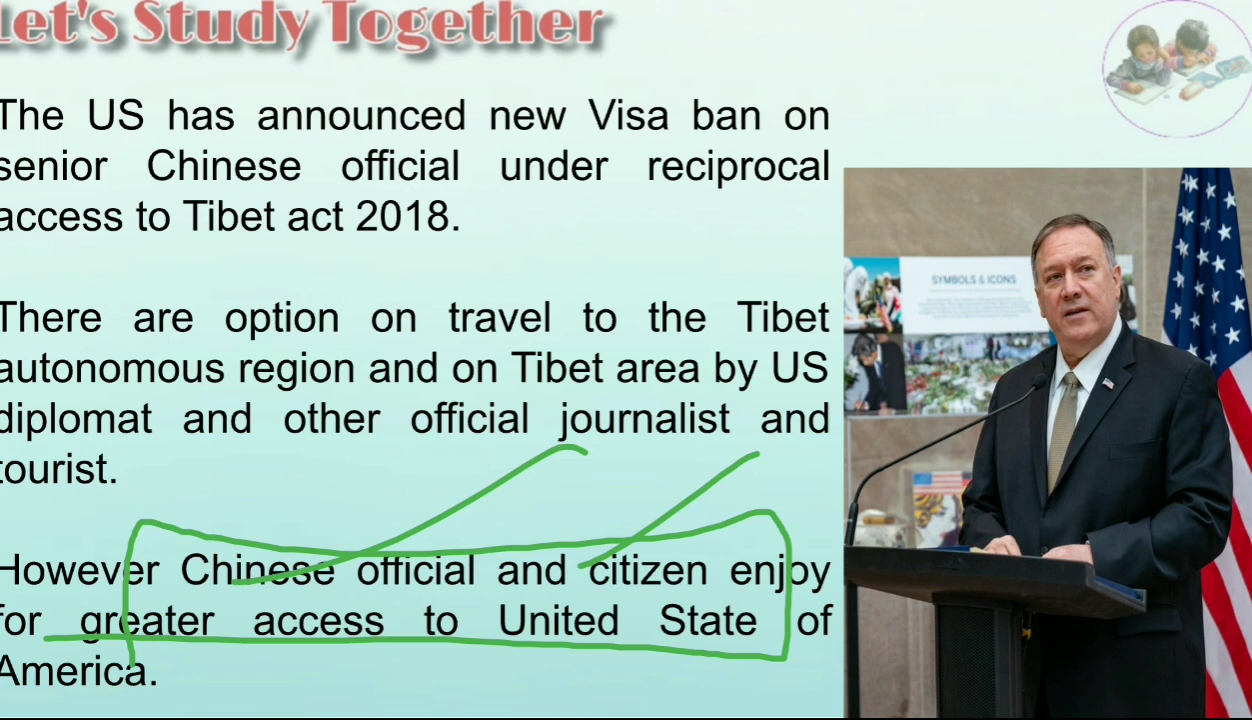 Let's Study Together
The US has announced new Visa ban on
senior Chinese official under reciprocal
access to Tibet act 2018.
There are option on travel to the Tibet
autonomous region and on Tibet area by US
diplomat and other official journalist and
tourist.
However Chinese official and citizen enjoy
for greater access to United State of
America.
SYMBOLS & ICONS